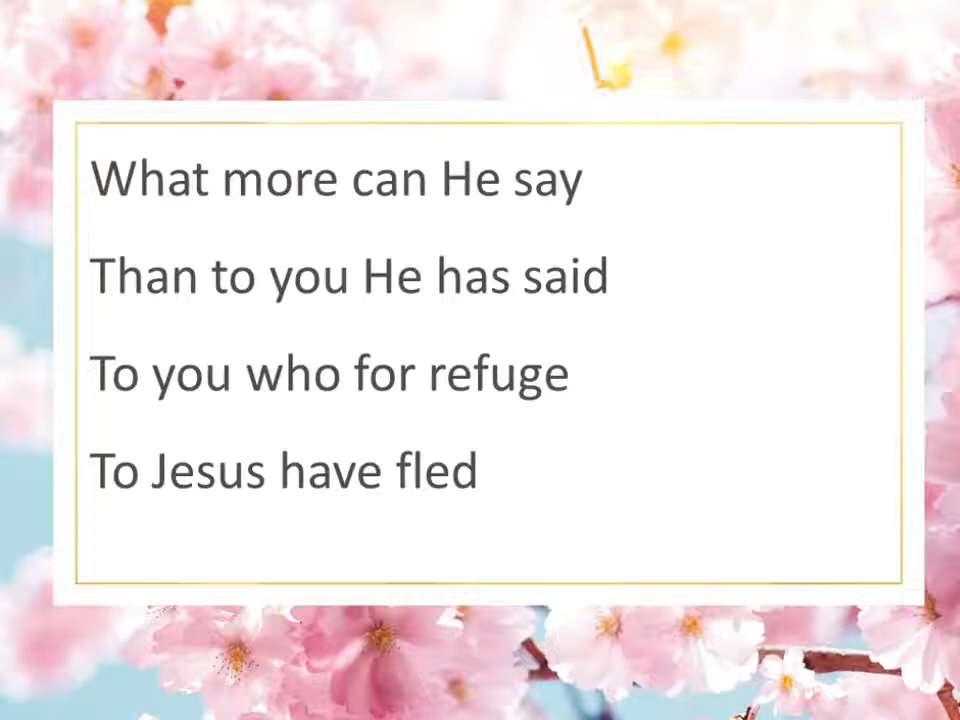 What more can He say
Than to you He has said
To you who for refuge
To Jesus have fled